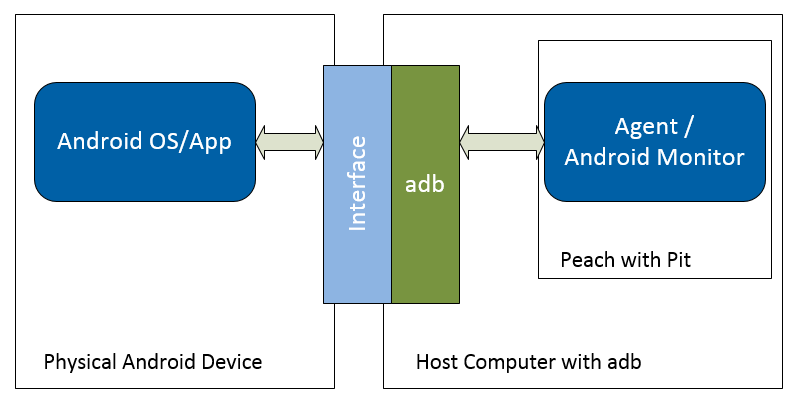 Android OS/App
Interface
adb
Agent /
Android Monitor
Peach with Pit
Physical Android Device
Host Computer with adb